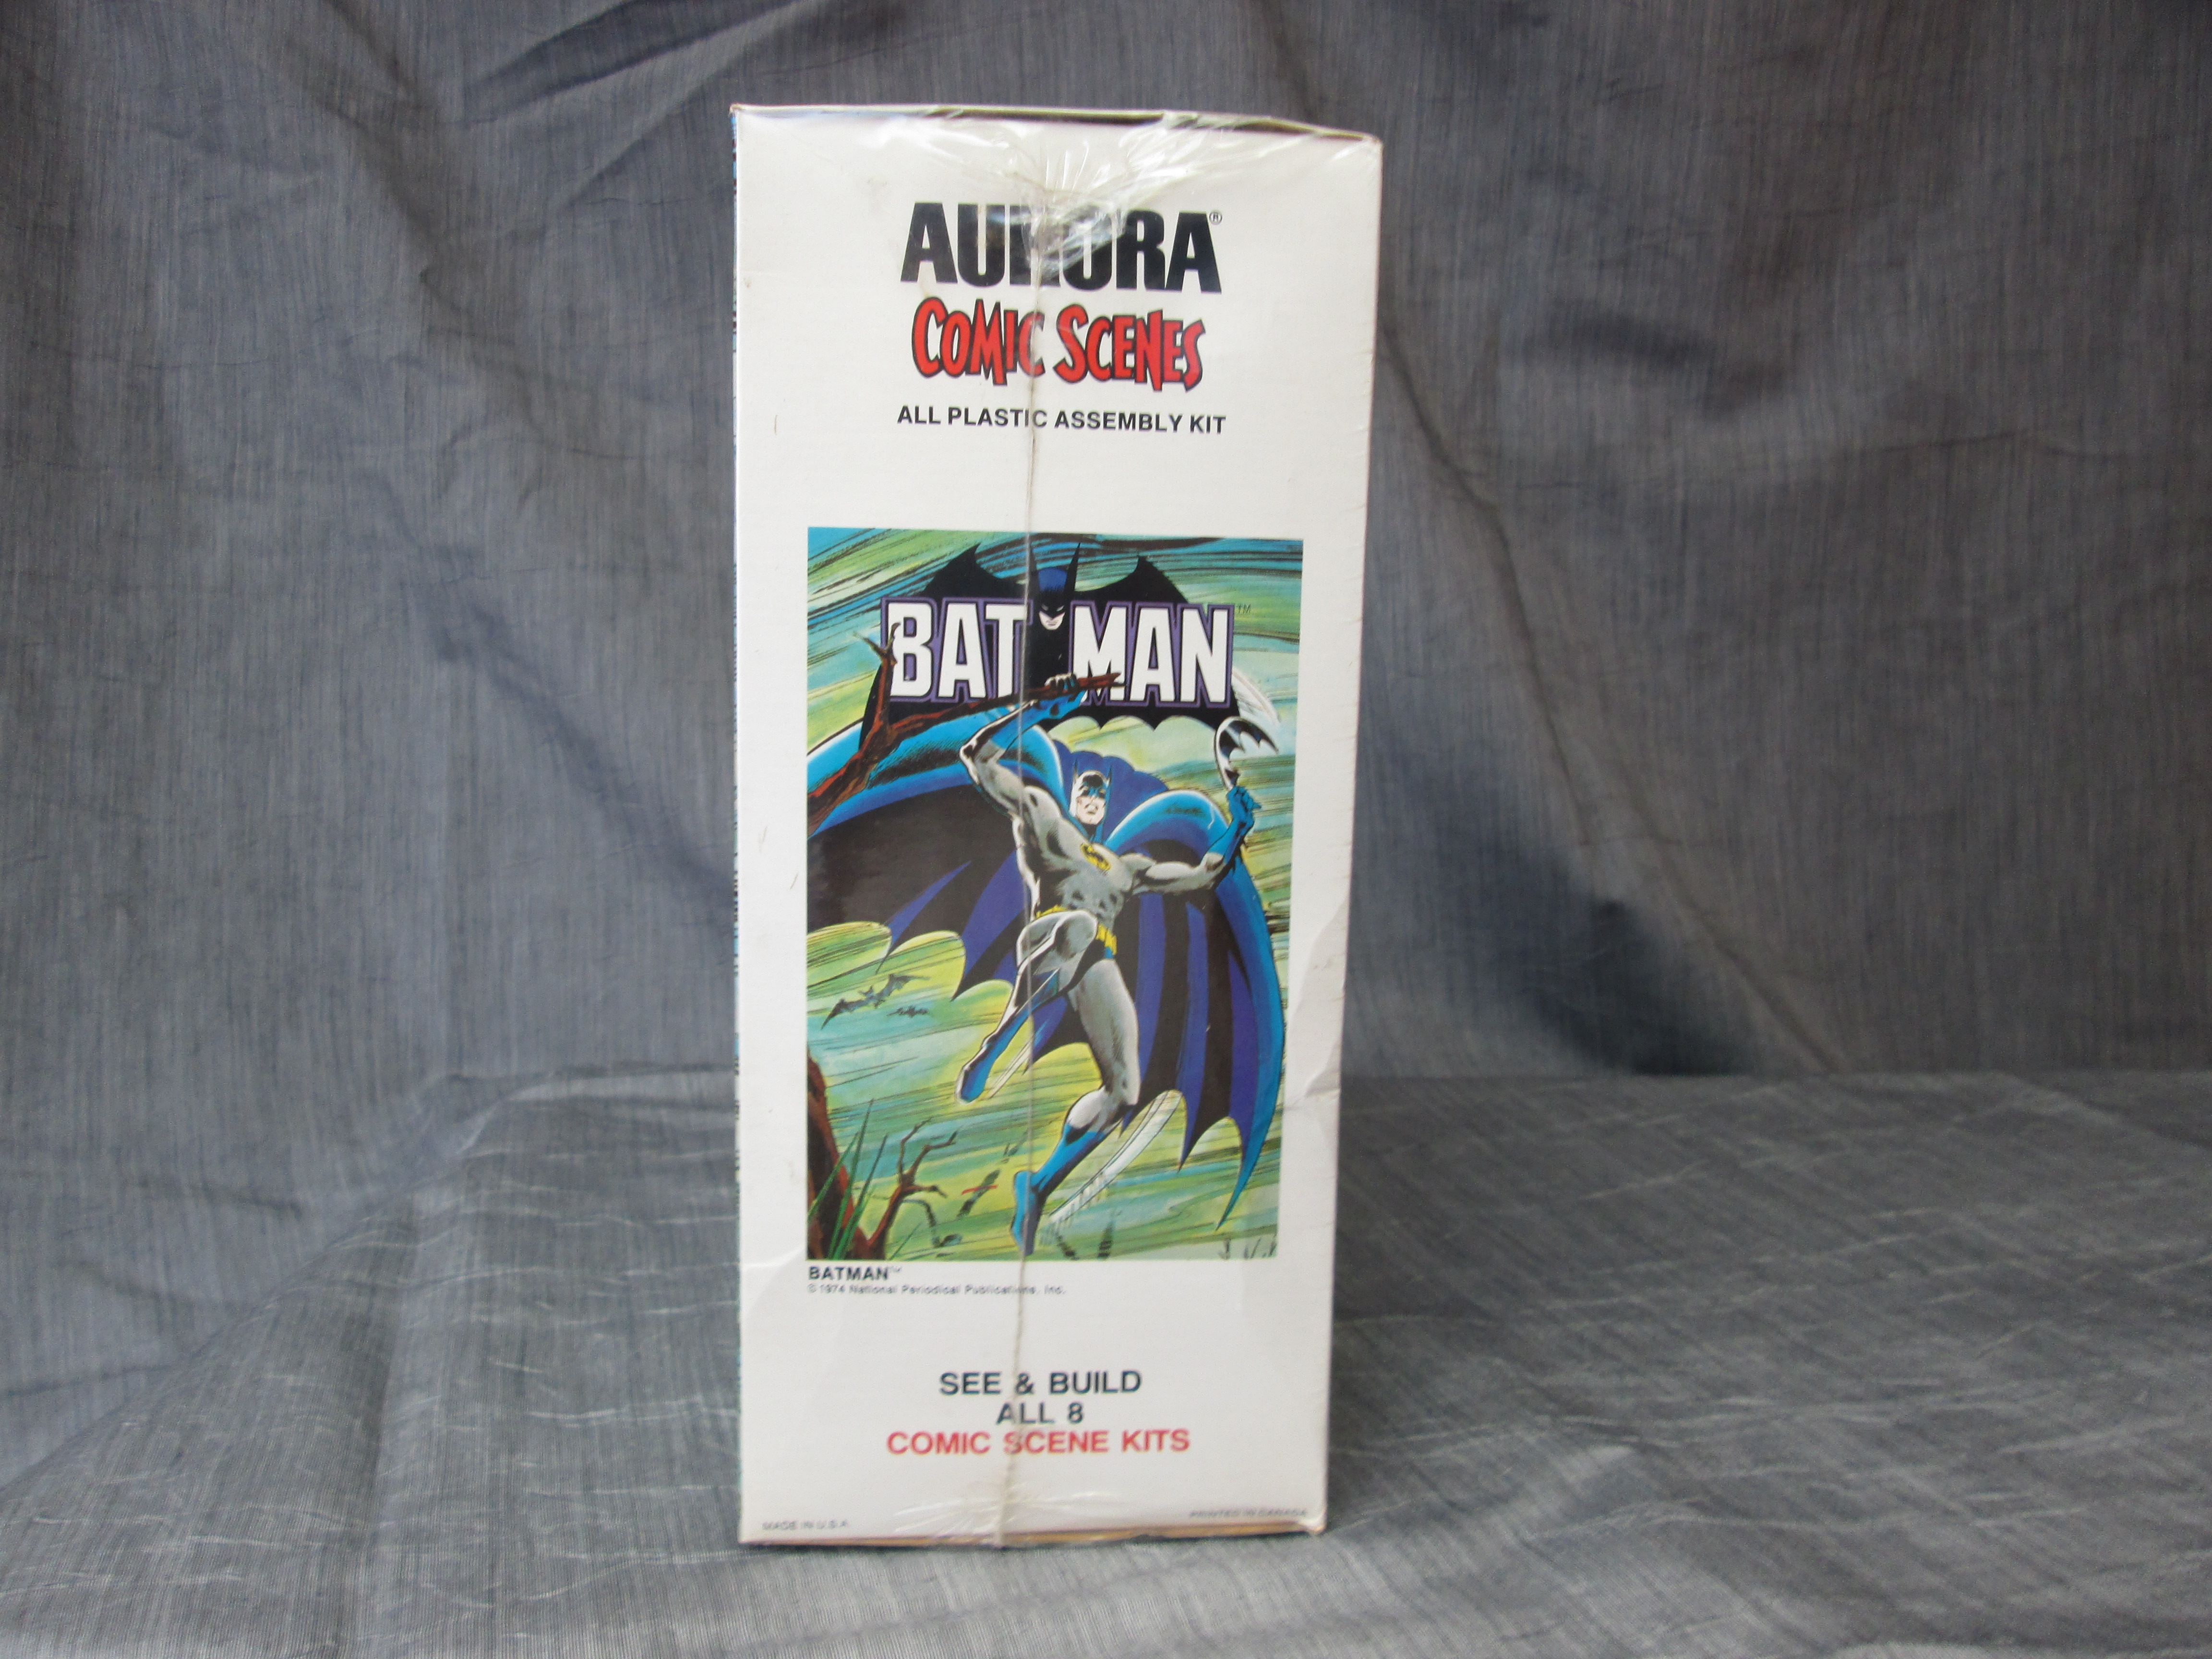 AURORA®
COMIC SCENES
ALL PLASTIC ASSEMBLY KIT
BATMAN™
BATMAN™
© 1974 National Periodical Publications, Inc.
SEE & BUILD
ALL 8
COMIC SCENE KITS
MADE IN U.S.A.
PRINTED IN CANADA